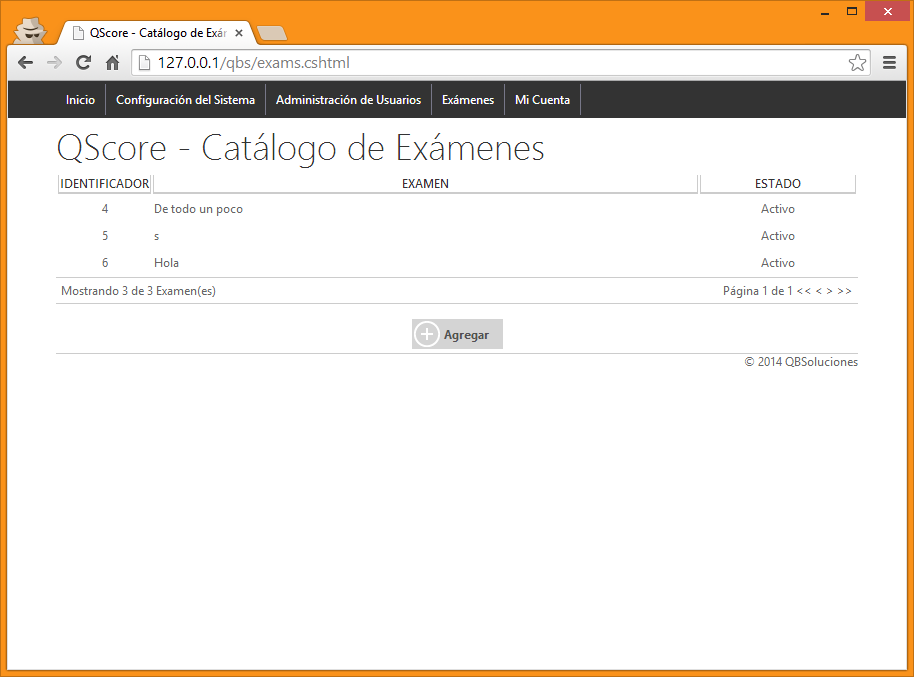 QScore - Catálogo de Exár
127.0.0.1/qbs/exams.cshtml
Inicio Configuración del Sistema Administración de Usuarios Exámenes Mi Cuenta
QScore - Catálogo de Exámenes
IDENTIFICADOR EXAMEN ESTADO
4 De todo un poco Activo
5 s Activo
6 Hola Activo
Mostrando 3 de 3 Examen(es) Página 1 de 1 << < > >>
Agregar
© 2014 QBSoluciones